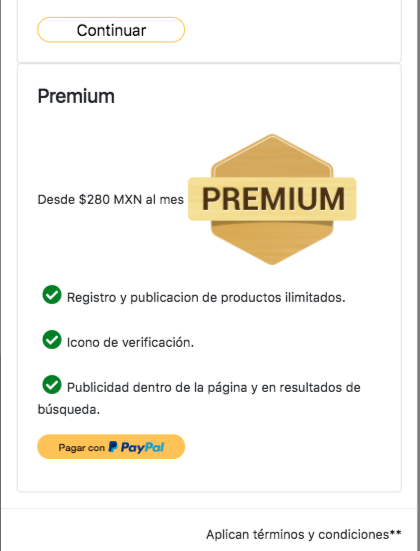 Continuar
Premium
Desde $280 MXN al mes
PREMIUM
Registro y publicacion de productos ilimitados.
Icono de verificación.
Publicidad dentro de la página y en resultados de
búsqueda.
Pagar con PayPal
Aplican términos y condiciones**